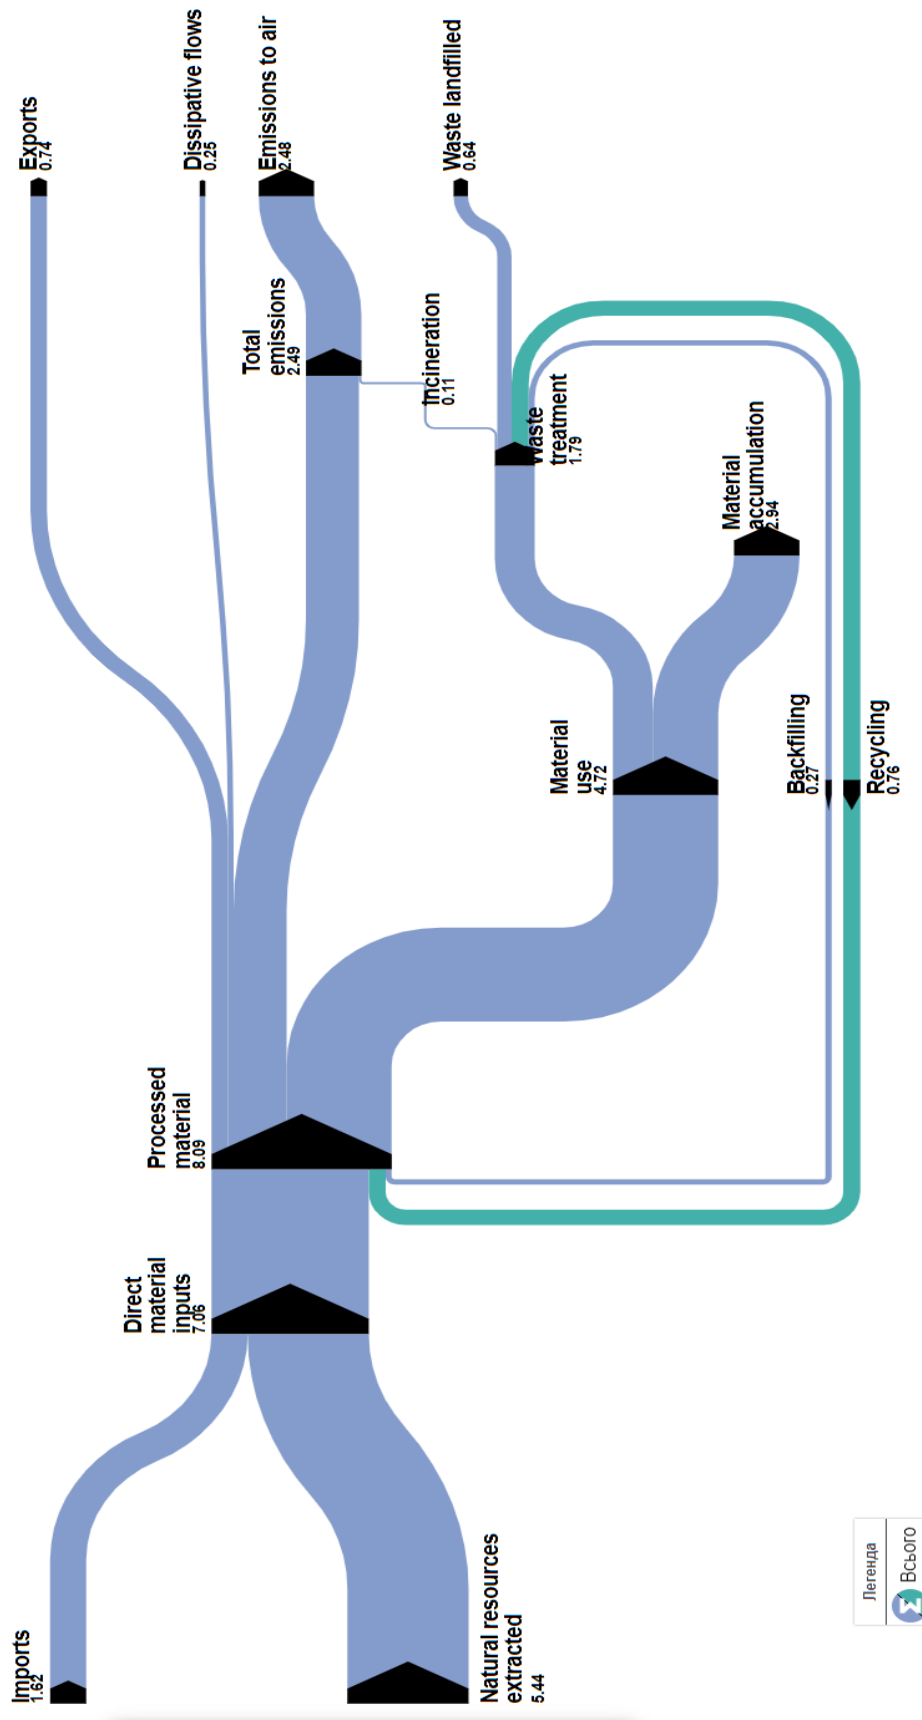 Imports
1.62
Natural resources
extracted
5.44
Direct
material
inputs
7.06
Processed
material
8.09
Exports
0.74
Dissipative flows
0.25
Emissions to air
2.48
Total
emissions
2.49
Incineration
0.11
Waste landfilled
0.64
Waste
treatment
1.79
Material
accumulation
2.94
Material
use
4.72
Backfilling
0.27
Recycling
0.76
Легенда
Всього